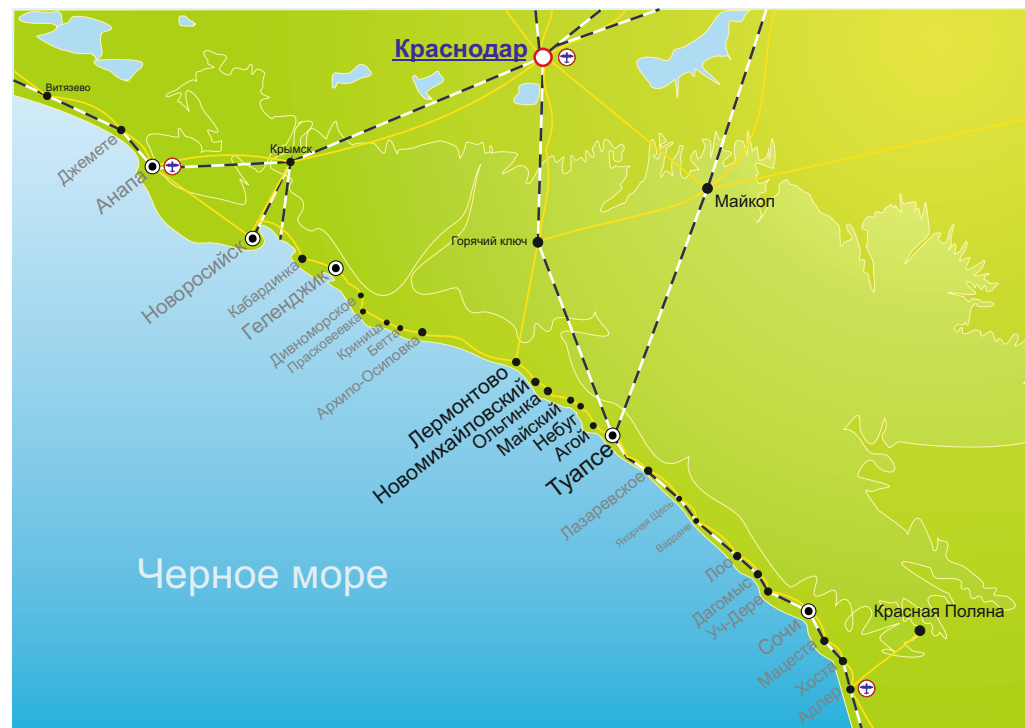 Краснодар
Витязево
Джемете
Анапа
Крымск
Майкоп
Горячий ключ
Новоросийск
Кабардинка
Геленджик
Дивноморское
Прасковеевка
Криница
Бетта
Архипо-Осиповка
Лермонтово
Новомихайловский
Ольгинка
Майский
Небуг
Агой
Туапсе
Лазаревское
Якорная Щель
Вардане
Лоо
Дагомыс
Уч-Дере
Сочи
Мацеста
Хоста
Адлер
Красная Поляна
Черное море